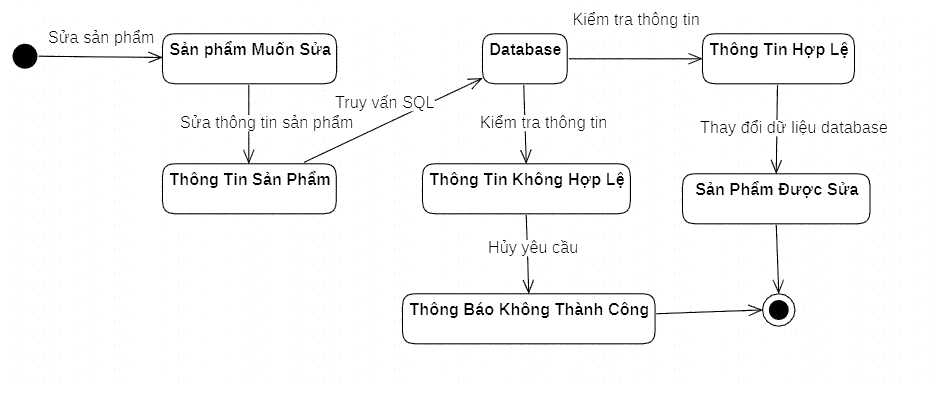 Kiểm tra thông tin
Sửa sản phẩm
Sản phẩm Muốn Sửa
Database
Thông Tin Hợp Lệ
Truy vấn SQL
Sửa thông tin sản phẩm
Kiểm tra thông tin
Thay đổi dữ liệu database
Thông Tin Sản Phẩm
Thông Tin Không Hợp Lệ
Sản Phẩm Được Sửa
Hủy yêu cầu
Thông Báo Không Thành Công